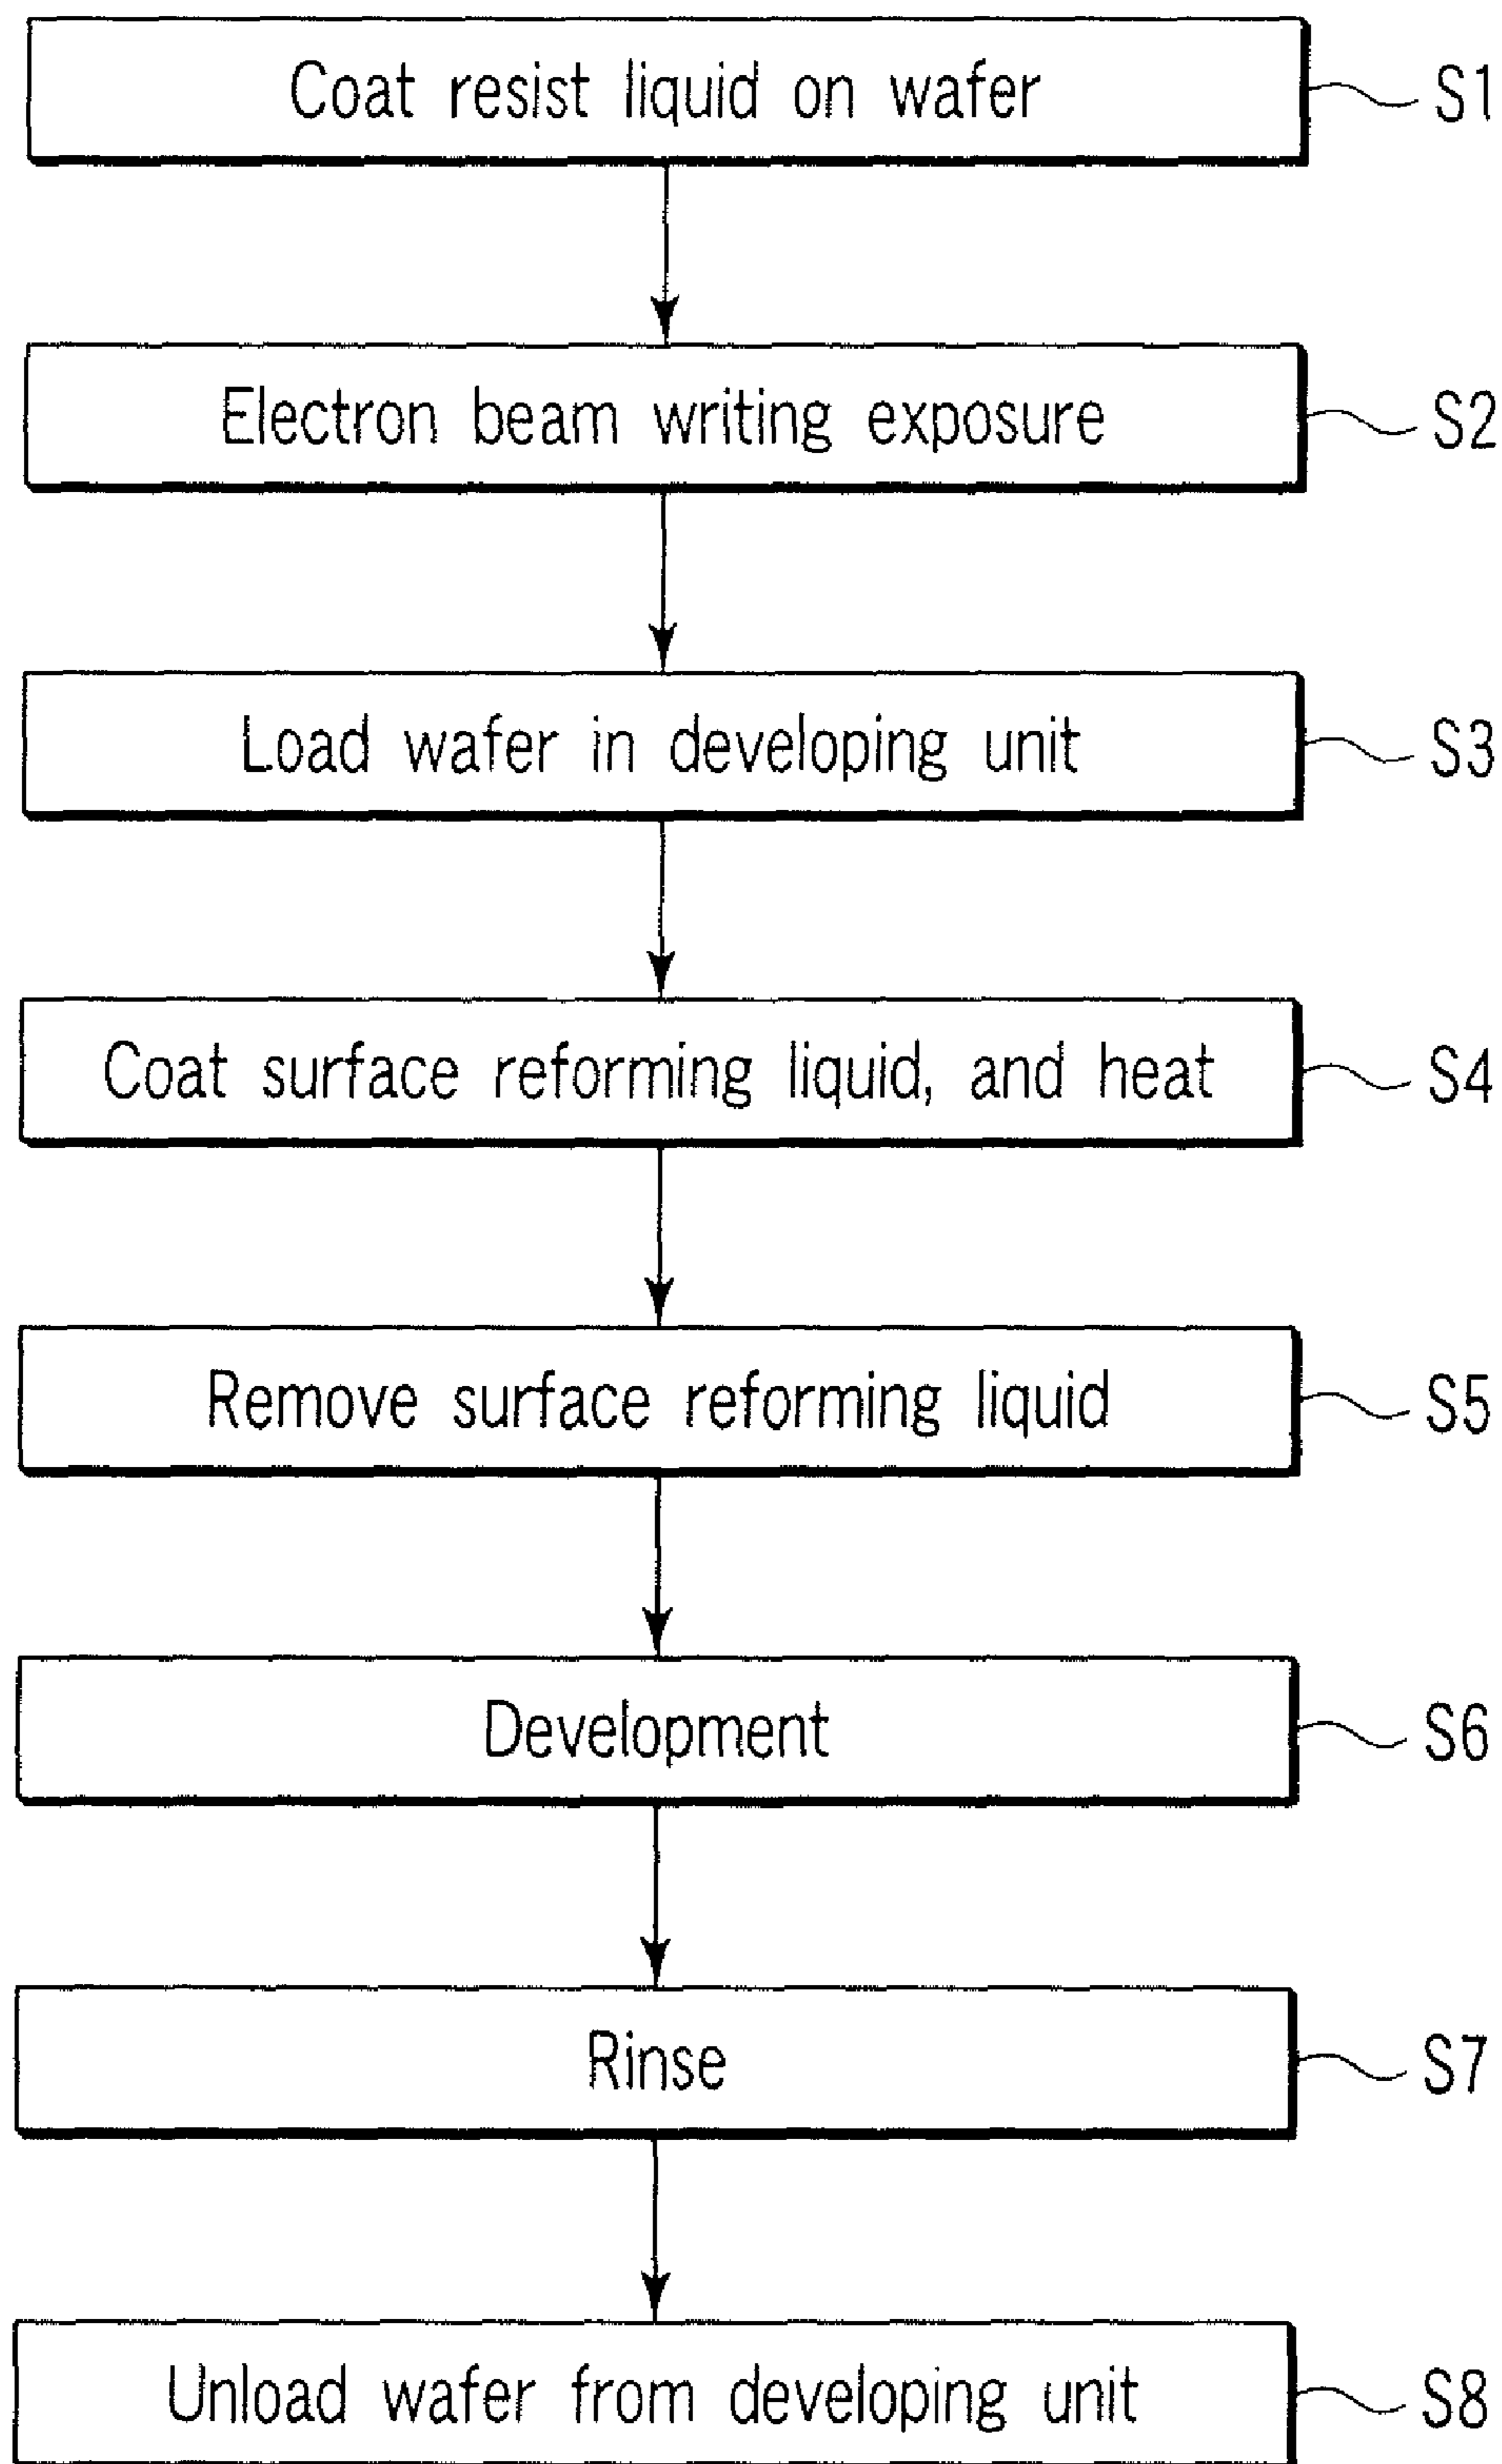 Coat resist liquid on wafer S1
Electron beam writing exposure S2
Load wafer in developing unit S3
Coat surface reforming liquid, and heat S4
Remove surface reforming liquid S5
Development S6
Rinse S7
Unload wafer from developing unit S8